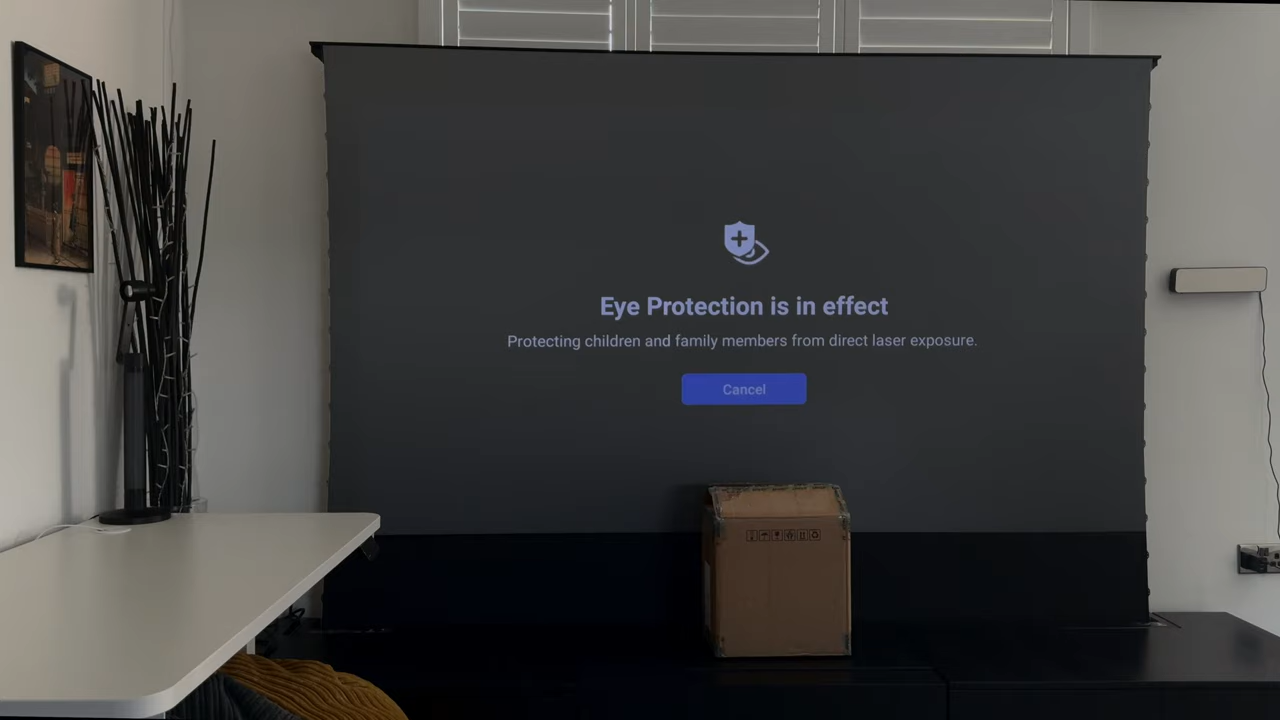 Eye Protection is in effect
Protecting children and family members from direct laser exposure.
Cancel